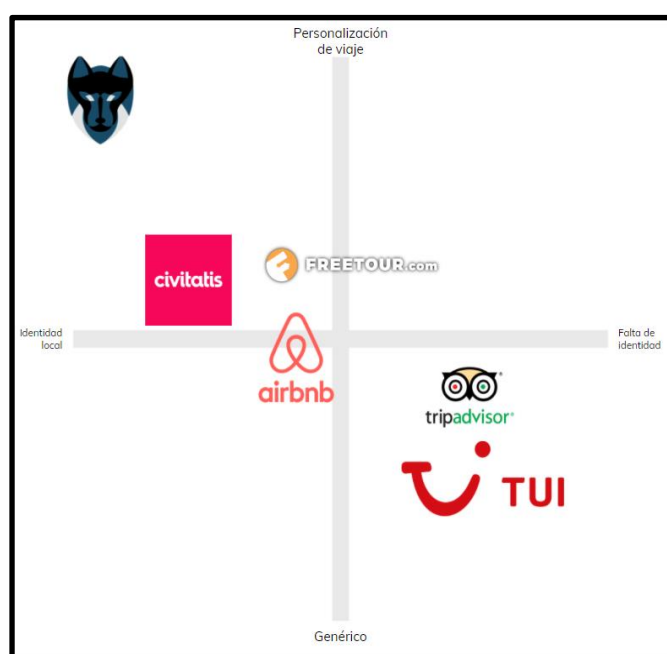 Personalización
de viaje
civitatis
FREETOUR.com
Identidad
local
Falta de
identidad
airbnb
tripadvisor®
TUI
Genérico